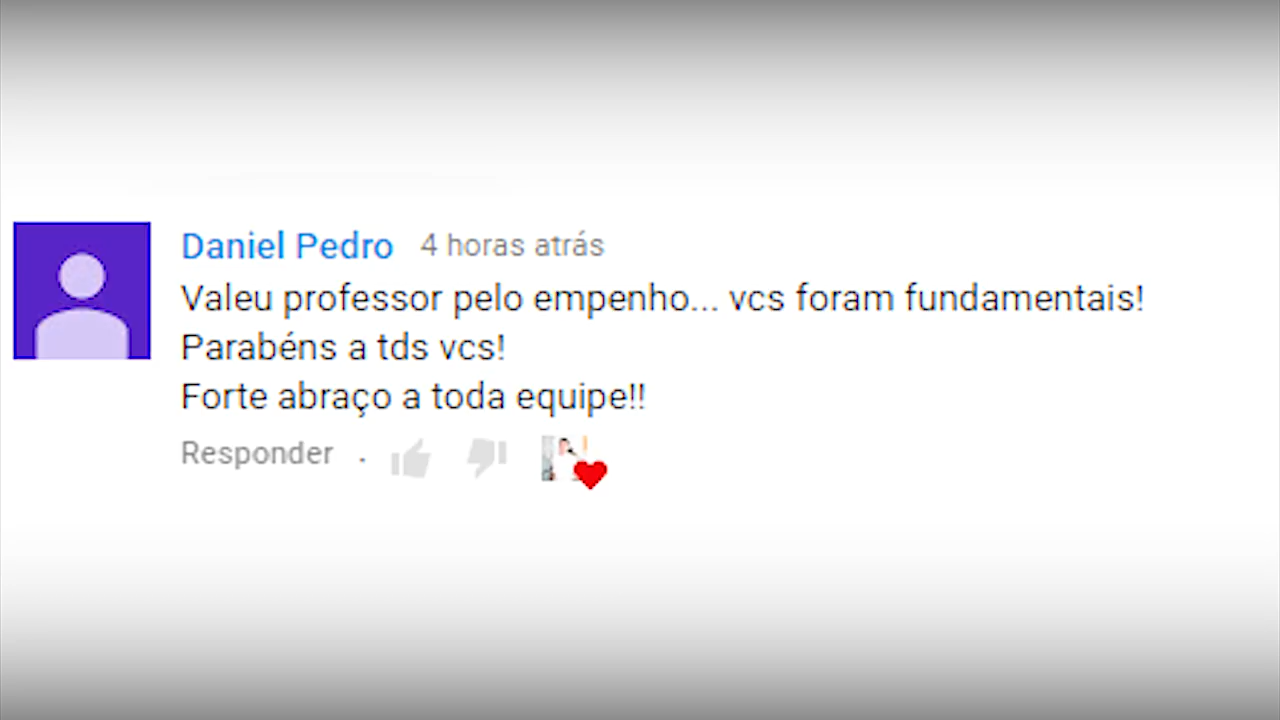 Daniel Pedro 4 horas atrás
Valeu professor pelo empenho... vcs foram fundamentais!
Parabéns a tds vcs!
Forte abraço a toda equipe!!
Responder .